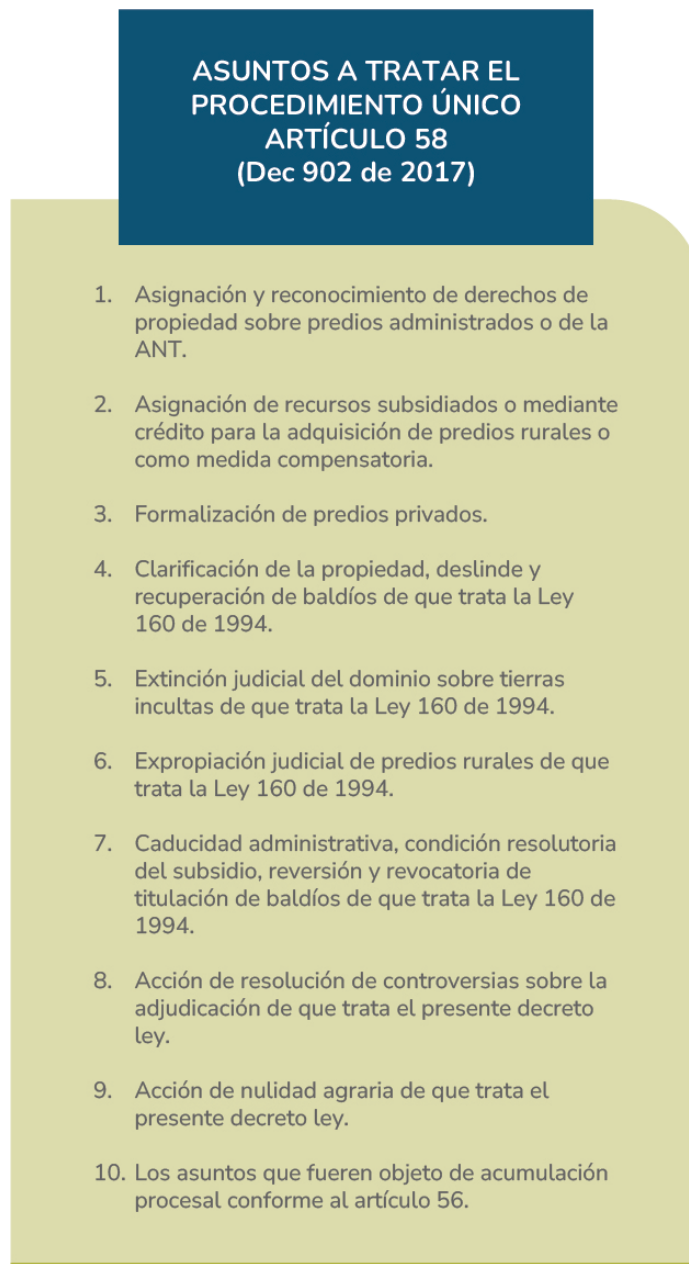 ASUNTOS A TRATAR EL
PROCEDIMIENTO ÚNICO
ARTÍCULO 58
(Dec 902 de 2017)
1. Asignación y reconocimiento de derechos de
propiedad sobre predios administrados o de la
ANT.
2. Asignación de recursos subsidiados o mediante
crédito para la adquisición de predios rurales o
como medida compensatoria.
3. Formalización de predios privados.
4. Clarificación de la propiedad, deslinde y
recuperación de baldíos de que trata la Ley
160 de 1994.
5. Extinción judicial del dominio sobre tierras
incultas de que trata la Ley 160 de 1994.
6. Expropiación judicial de predios rurales de que
trata la Ley 160 de 1994.
7. Caducidad administrativa, condición resolutoria
del subsidio, reversión y revocatoria de
titulación de baldíos de que trata la Ley 160 de
1994.
8. Acción de resolución de controversias sobre la
adjudicación de que trata el presente decreto
ley.
9. Acción de nulidad agraria de que trata el
presente decreto ley.
10. Los asuntos que fueren objeto de acumulación
procesal conforme al artículo 56.